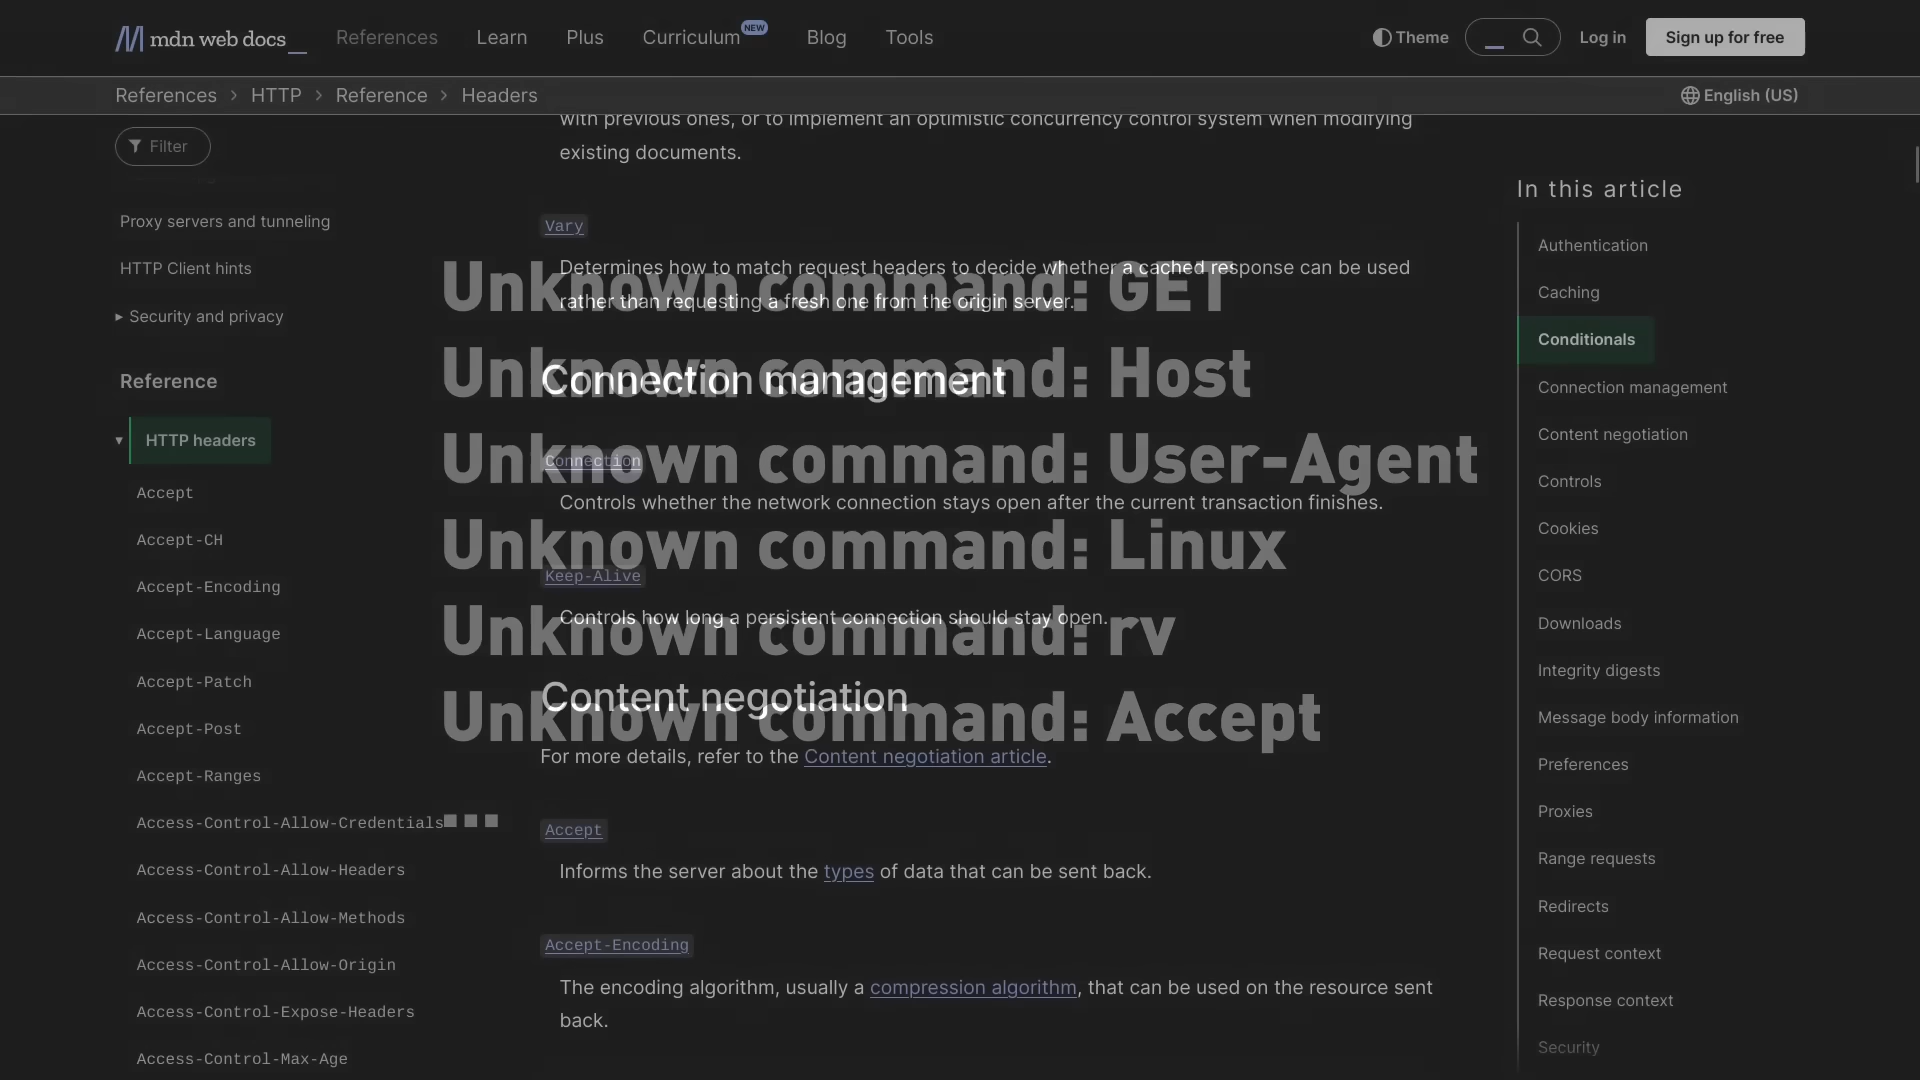 mdn web docs_
References
Learn
Plus
Curriculum NEW
Blog
Tools
Theme
Log in
Sign up for free
References > HTTP > Reference > Headers
English (US)
Filter
Proxy servers and tunneling
HTTP Client hints
Security and privacy
Reference
HTTP headers
Accept
Accept-CH
Accept-Encoding
Accept-Language
Accept-Patch
Accept-Post
Accept-Ranges
Access-Control-Allow-Credentials
Access-Control-Allow-Headers
Access-Control-Allow-Methods
Access-Control-Allow-Origin
Access-Control-Expose-Headers
Access-Control-Max-Age
with previous ones, or to implement an optimistic concurrency control system when modifying
existing documents.
Vary
Determines how to match request headers to decide whether a cached response can be used
rather than requesting a fresh one from the origin server.
Connection management
Connection
Controls whether the network connection stays open after the current transaction finishes.
Keep-Alive
Controls how long a persistent connection should stay open.
Content negotiation
For more details, refer to the Content negotiation article.
Accept
Informs the server about the types of data that can be sent back.
Accept-Encoding
The encoding algorithm, usually a compression algorithm, that can be used on the resource sent
back.
Unknown command: GET
Unknown command: Host
Unknown command: User-Agent
Unknown command: Linux
Unknown command: rv
Unknown command: Accept
...
In this article
Authentication
Caching
Conditionals
Connection management
Content negotiation
Controls
Cookies
CORS
Downloads
Integrity digests
Message body information
Preferences
Proxies
Range requests
Redirects
Request context
Response context
Security